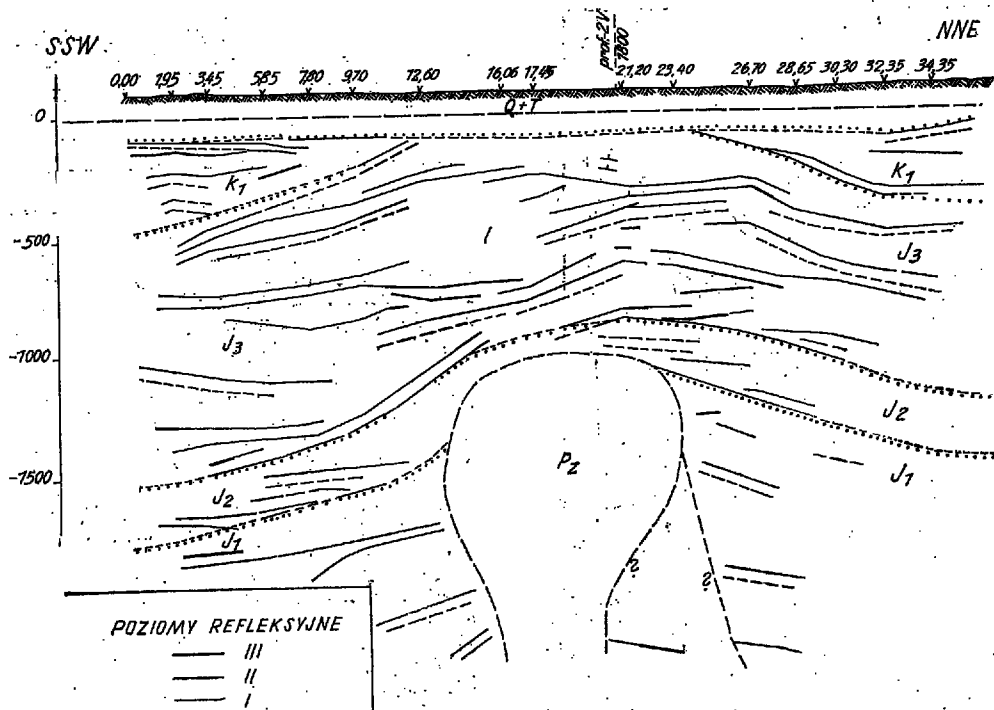 SSW
NNE
prof. 2V
1800
0,00 1,95 3,45 5,85 7,80 9,70 12,60 16,06 17,45 21,20 23,40 26,70 28,65 30,30 32,35 34,35
Q+T
0
K1
K1
-500
I
J3
J3
-1000
J2
Pz
J1
-1500
J2
J1
?
?
POZIOMY REFLEKSYJNE
III
II
I